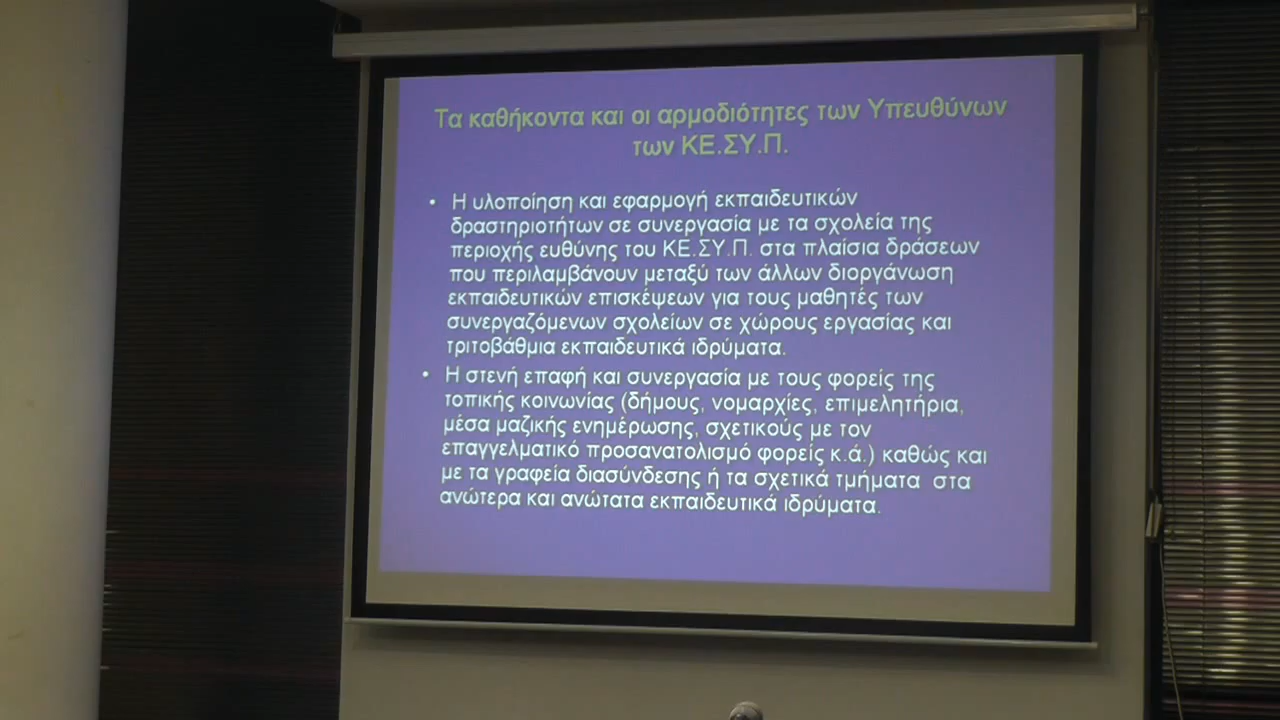 Τα καθήκοντα και οι αρμοδιότητες των Υπευθύνων
των ΚΕ.ΣΥ.Π.
• Η υλοποίηση και εφαρμογή εκπαιδευτικών
δραστηριοτήτων σε συνεργασία με τα σχολεία της
περιοχής ευθύνης του ΚΕ.ΣΥ.Π. στα πλαίσια δράσεων
που περιλαμβάνουν μεταξύ των άλλων διοργάνωση
εκπαιδευτικών επισκέψεων για τους μαθητές των
συνεργαζόμενων σχολείων σε χώρους εργασίας και
τριτοβάθμια εκπαιδευτικά ιδρύματα.
• Η στενή επαφή και συνεργασία με τους φορείς της
τοπικής κοινωνίας (δήμους, νομαρχίες, επιμελητήρια,
μέσα μαζικής ενημέρωσης, σχετικούς με τον
επαγγελματικό προσανατολισμό φορείς κ.ά.) καθώς και
με τα γραφεία διασύνδεσης ή τα σχετικά τμήματα στα
ανώτερα και ανώτατα εκπαιδευτικά ιδρύματα.